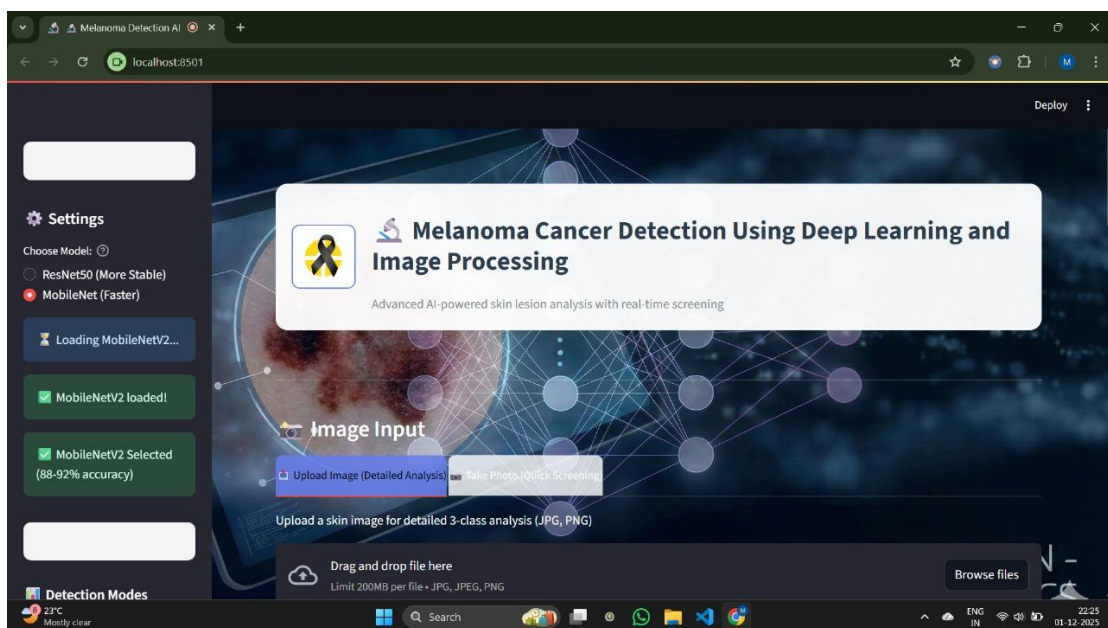 Melanoma Detection AI
localhost:8501
M
Deploy
Settings
Choose Model:
ResNet50 (More Stable)
MobileNet (Faster)
Loading MobileNetV2...
MobileNetV2 loaded!
MobileNetV2 Selected
(88-92% accuracy)
Detection Modes
Melanoma Cancer Detection Using Deep Learning and
Image Processing
Advanced AI-powered skin lesion analysis with real-time screening
Image Input
Upload Image (Detailed Analysis)
Take Photo (Quick Screening)
Upload a skin image for detailed 3-class analysis (JPG, PNG)
Drag and drop file here
Limit 200MB per file • JPG, JPEG, PNG
Browse files
8
23°C
Mostly clear
Search
ENG
IN
22:25
01-12-2025